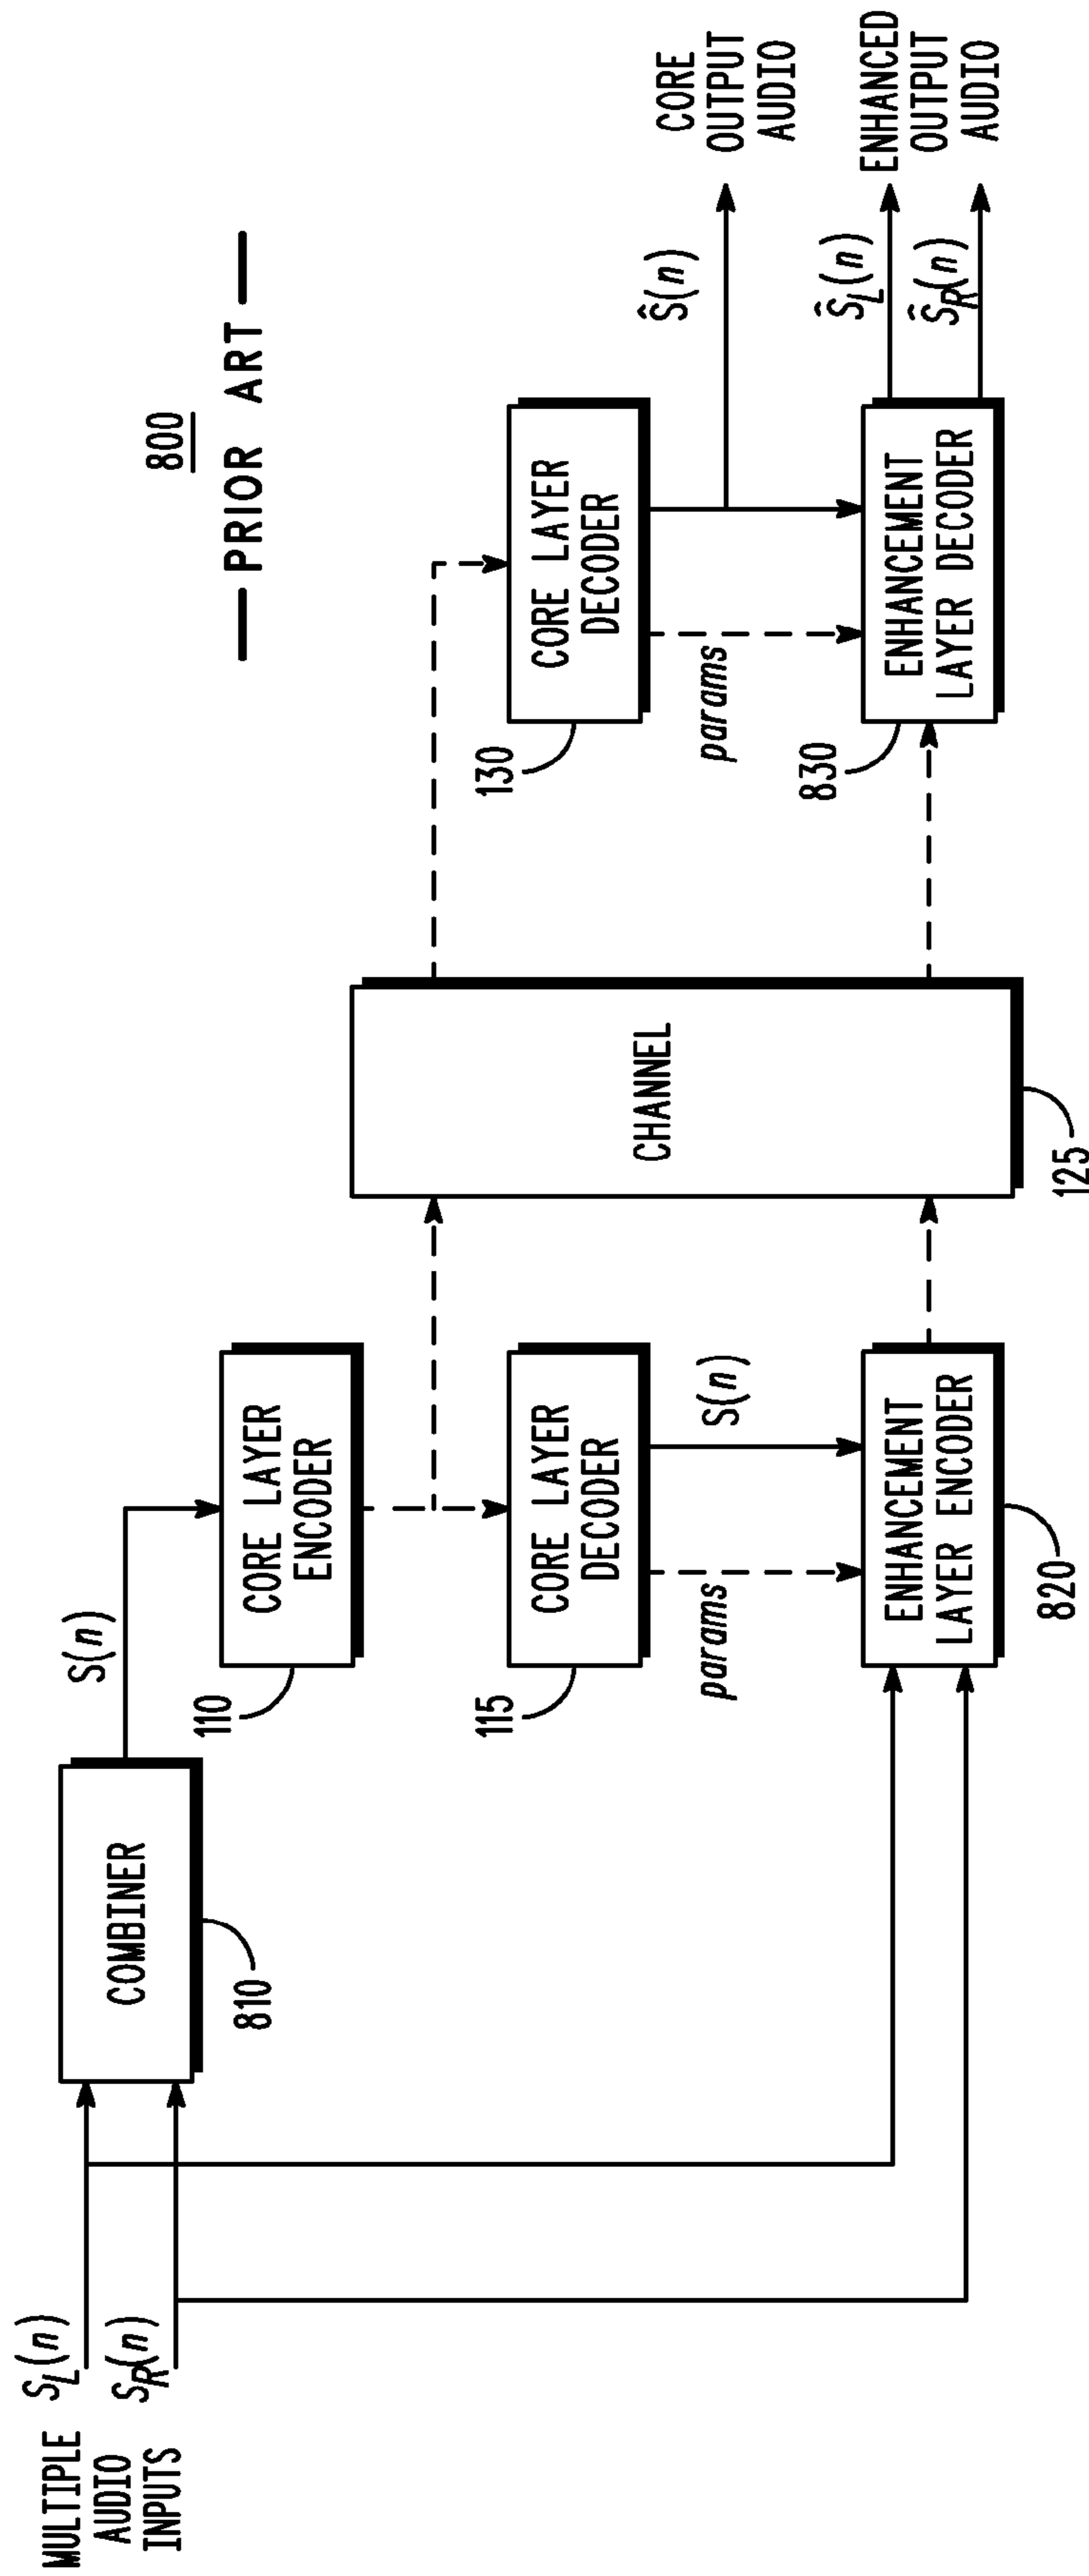 800
— PRIOR ART —
MULTIPLE
AUDIO
INPUTS
S_L(n)
S_R(n)
COMBINER
810
S(n)
CORE LAYER
ENCODER
110
CORE LAYER
DECODER
115
params
S(n)
ENHANCEMENT
LAYER ENCODER
820
CHANNEL
125
CORE LAYER
DECODER
130
params
ENHANCEMENT
LAYER DECODER
830
Ŝ(n)
CORE
OUTPUT
AUDIO
Ŝ_L(n)
Ŝ_R(n)
ENHANCED
OUTPUT
AUDIO